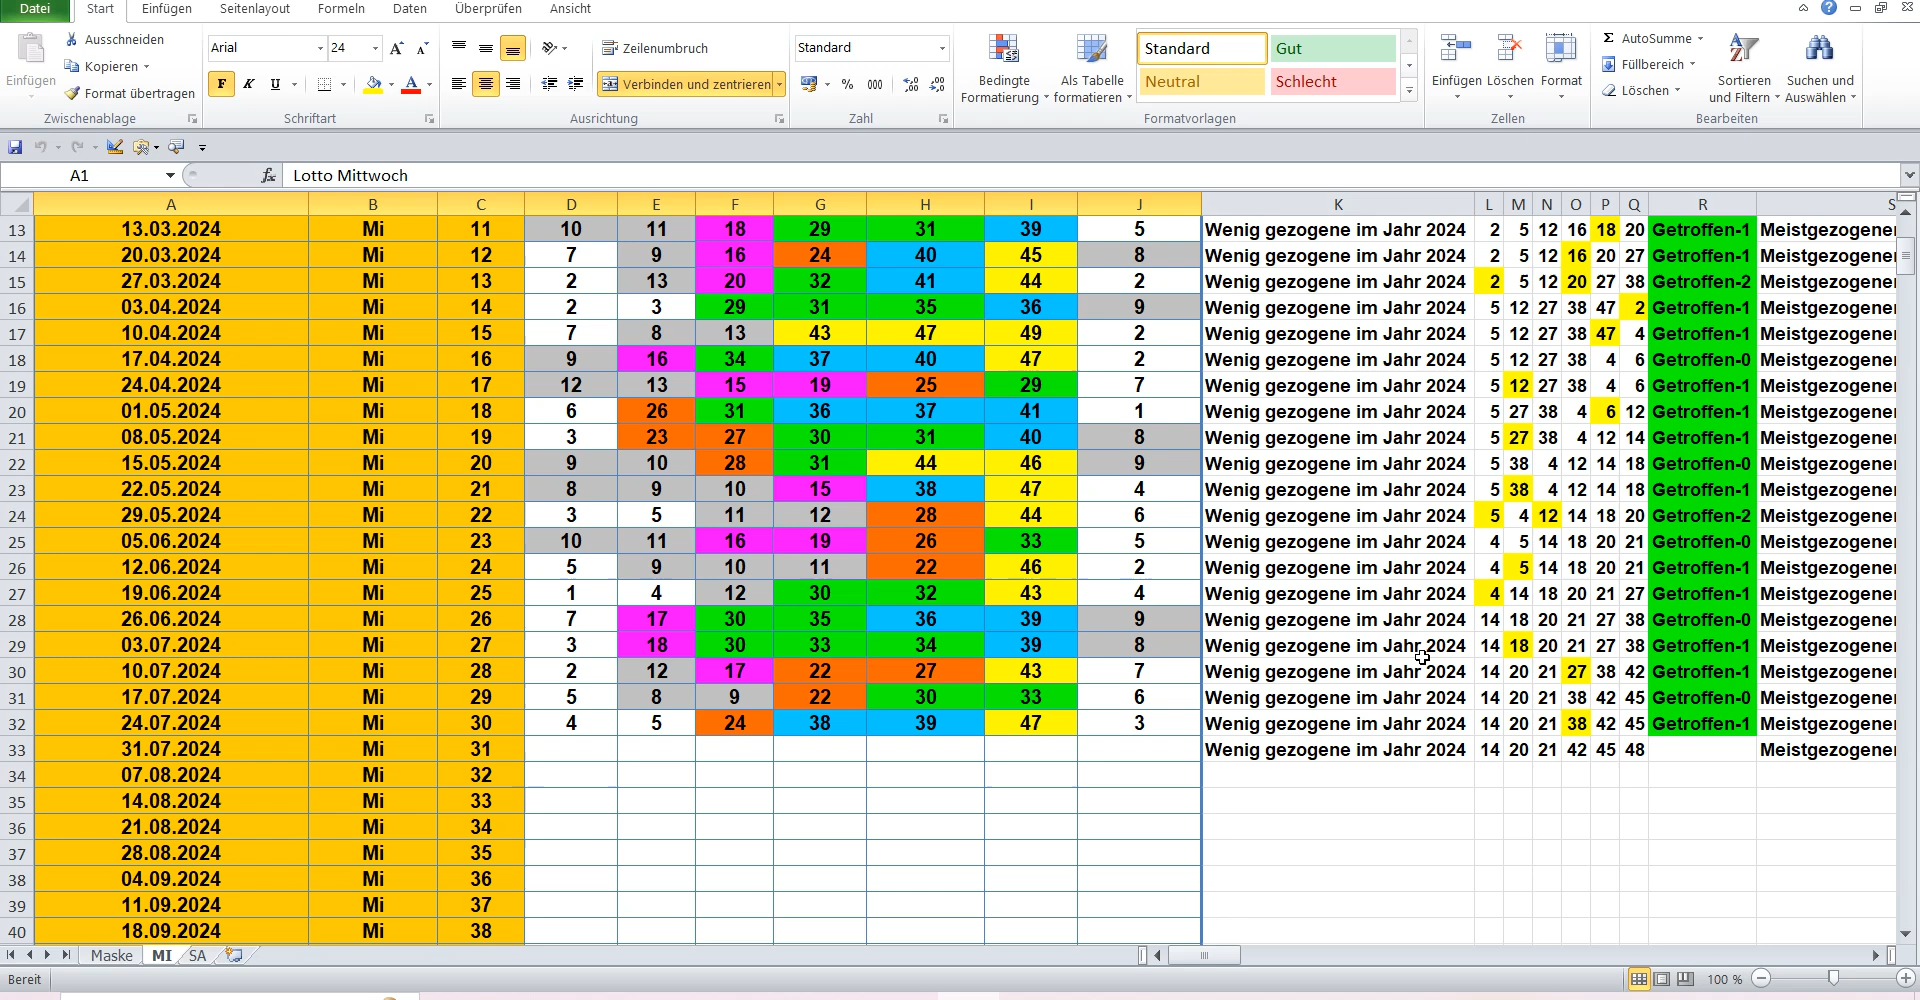 Datei Start Einfügen Seitenlayout Formeln Daten Überprüfen Ansicht
Einfügen
Ausschneiden
Kopieren
Format übertragen
Zwischenablage
Arial 24
F K U
Schriftart
Zeilenumbruch
Verbinden und zentrieren
Ausrichtung
Standard
% 000
Zahl
Bedingte Formatierung
Als Tabelle formatieren
Standard Gut
Neutral Schlecht
Formatvorlagen
Einfügen Löschen Format
Zellen
AutoSumme
Füllbereich
Löschen
Sortieren und Filtern
Suchen und Auswählen
Bearbeiten
A1 fx Lotto Mittwoch
A B C D E F G H I J K L M N O P Q R S
13 13.03.2024 Mi 11 10 11 18 29 31 39 5 Wenig gezogene im Jahr 2024 2 5 12 16 18 20 Getroffen-1 Meistgezogene
14 20.03.2024 Mi 12 7 9 16 24 40 45 8 Wenig gezogene im Jahr 2024 2 5 12 16 20 27 Getroffen-1 Meistgezogene
15 27.03.2024 Mi 13 2 13 20 32 41 44 2 Wenig gezogene im Jahr 2024 2 5 12 20 27 38 Getroffen-2 Meistgezogene
16 03.04.2024 Mi 14 2 3 29 31 35 36 9 Wenig gezogene im Jahr 2024 5 12 27 38 47 2 Getroffen-1 Meistgezogene
17 10.04.2024 Mi 15 7 8 13 43 47 49 2 Wenig gezogene im Jahr 2024 5 12 27 38 47 4 Getroffen-1 Meistgezogene
18 17.04.2024 Mi 16 9 16 34 37 40 47 2 Wenig gezogene im Jahr 2024 5 12 27 38 4 6 Getroffen-0 Meistgezogene
19 24.04.2024 Mi 17 12 13 15 19 25 29 7 Wenig gezogene im Jahr 2024 5 12 27 38 4 6 Getroffen-1 Meistgezogene
20 01.05.2024 Mi 18 6 26 31 36 37 41 1 Wenig gezogene im Jahr 2024 5 27 38 4 6 12 Getroffen-1 Meistgezogene
21 08.05.2024 Mi 19 3 23 27 30 31 40 8 Wenig gezogene im Jahr 2024 5 27 38 4 12 14 Getroffen-1 Meistgezogene
22 15.05.2024 Mi 20 9 10 28 31 44 46 9 Wenig gezogene im Jahr 2024 5 38 4 12 14 18 Getroffen-0 Meistgezogene
23 22.05.2024 Mi 21 8 9 10 15 38 47 4 Wenig gezogene im Jahr 2024 5 38 4 12 14 18 Getroffen-1 Meistgezogene
24 29.05.2024 Mi 22 3 5 11 12 28 44 6 Wenig gezogene im Jahr 2024 5 4 12 14 18 20 Getroffen-2 Meistgezogene
25 05.06.2024 Mi 23 10 11 16 19 26 33 5 Wenig gezogene im Jahr 2024 4 5 14 18 20 21 Getroffen-0 Meistgezogene
26 12.06.2024 Mi 24 5 9 10 11 22 46 2 Wenig gezogene im Jahr 2024 4 5 14 18 20 21 Getroffen-1 Meistgezogene
27 19.06.2024 Mi 25 1 4 12 30 32 43 4 Wenig gezogene im Jahr 2024 4 14 18 20 21 27 Getroffen-1 Meistgezogene
28 26.06.2024 Mi 26 7 17 30 35 36 39 9 Wenig gezogene im Jahr 2024 14 18 20 21 27 38 Getroffen-0 Meistgezogene
29 03.07.2024 Mi 27 3 18 30 33 34 39 8 Wenig gezogene im Jahr 2024 14 18 20 21 27 38 Getroffen-1 Meistgezogene
30 10.07.2024 Mi 28 2 12 17 22 27 43 7 Wenig gezogene im Jahr 2024 14 20 21 27 38 42 Getroffen-1 Meistgezogene
31 17.07.2024 Mi 29 5 8 9 22 30 33 6 Wenig gezogene im Jahr 2024 14 20 21 38 42 45 Getroffen-0 Meistgezogene
32 24.07.2024 Mi 30 4 5 24 38 39 47 3 Wenig gezogene im Jahr 2024 14 20 21 38 42 45 Getroffen-1 Meistgezogene
33 31.07.2024 Mi 31 Wenig gezogene im Jahr 2024 14 20 21 42 45 48 Meistgezogene
34 07.08.2024 Mi 32
35 14.08.2024 Mi 33
36 21.08.2024 Mi 34
37 28.08.2024 Mi 35
38 04.09.2024 Mi 36
39 11.09.2024 Mi 37
40 18.09.2024 Mi 38
Maske MI SA
Bereit 100 %